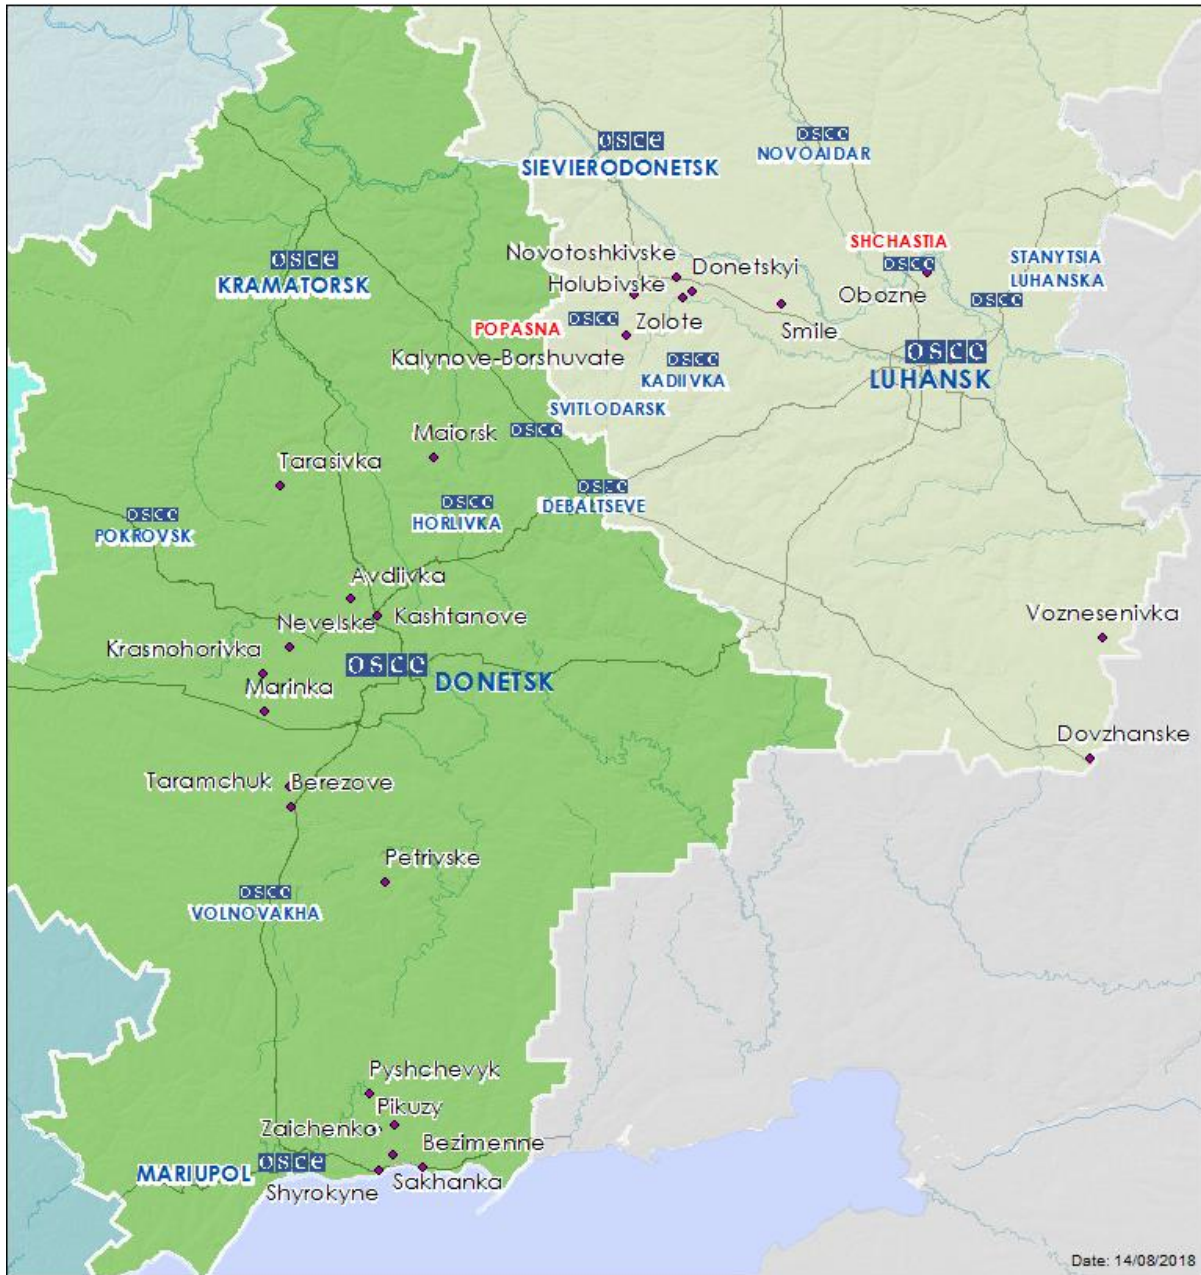 osce
NOVOAIDAR
osce
SIEVIERODONETSK
SHCHASTIA
osce
STANYTSIA
LUHANSKA
osce
Novotoshkivske
Donetskyi
osce
KRAMATORSK
Holubivske
Obozne
osce
Zolote
Smile
POPASNA
osce
Kalynove-Borshuvate
osce
KADIIVKA
osce
LUHANSK
SVITLODARSK
osce
Maiorsk
Tarasivka
osce
HORLIVKA
osce
DEBALTSEVE
osce
POKROVSK
Avdiivka
Kashtanove
Nevelske
Voznesenivka
Krasnohorivka
osce
DONETSK
Marinka
Dovzhanske
Taramchuk
Berezove
Petrivske
osce
VOLNOVAKHA
Pyshchevyk
Pikuzy
Zaichenko
Bezimenne
MARIUPOL
osce
Sakhanka
Shyrokyne
Date: 14/08/2018